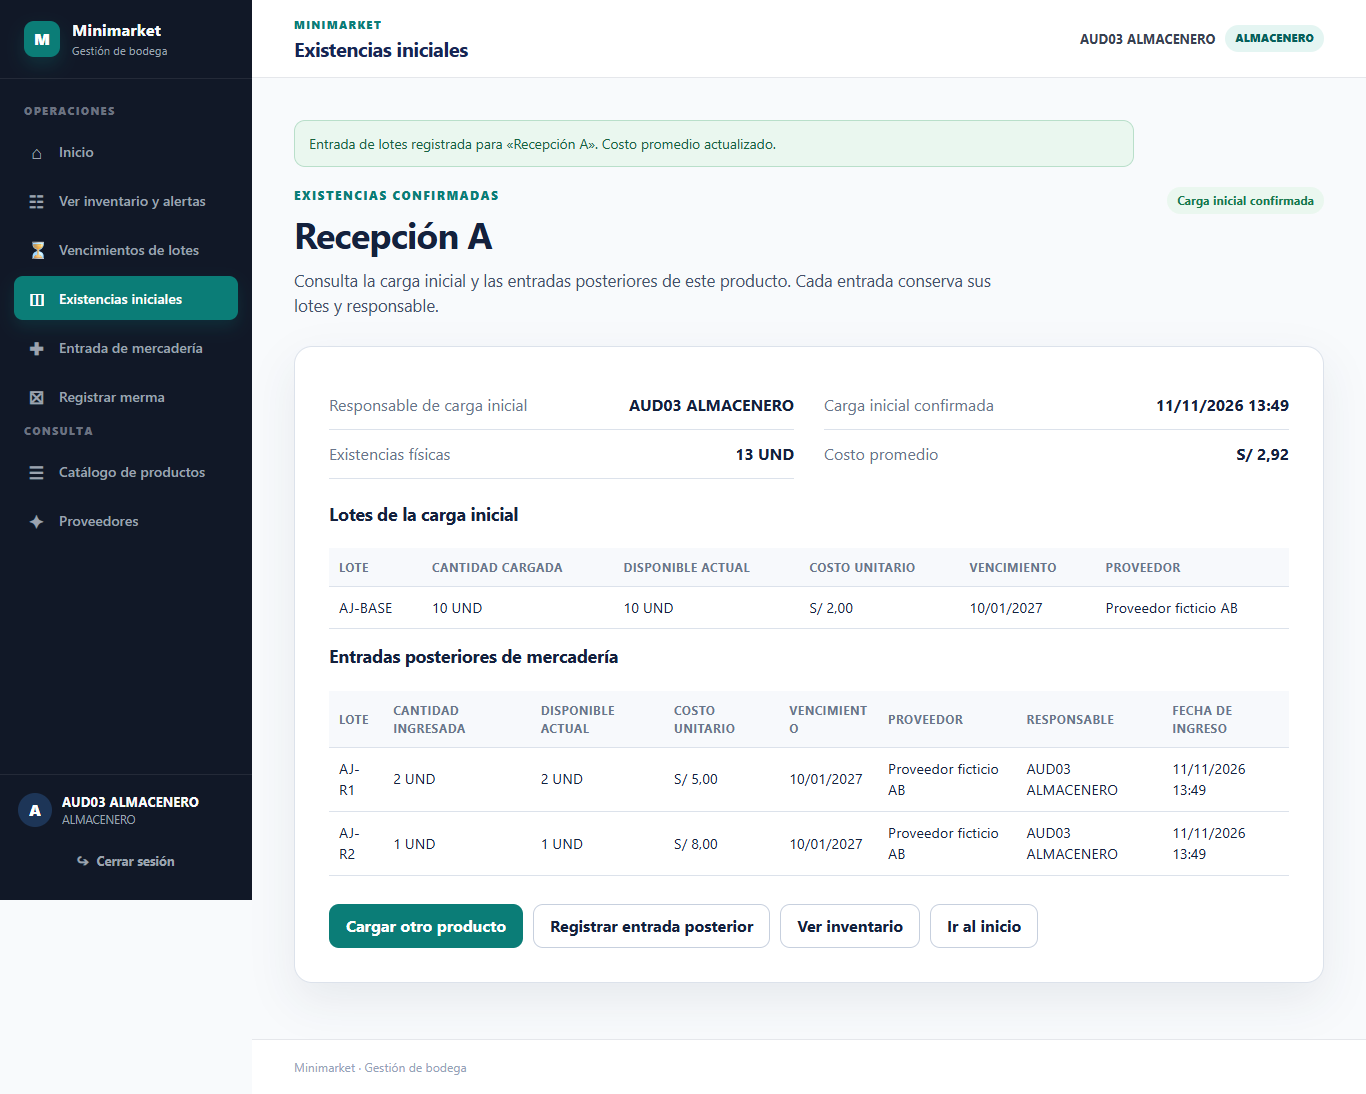 M
Minimarket
Gestión de bodega
OPERACIONES
Inicio
Ver inventario y alertas
Vencimientos de lotes
Existencias iniciales
Entrada de mercadería
Registrar merma
CONSULTA
Catálogo de productos
Proveedores
A
AUD03 ALMACENERO
ALMACENERO
Cerrar sesión
MINIMARKET
Existencias iniciales
AUD03 ALMACENERO
ALMACENERO
Entrada de lotes registrada para «Recepción A». Costo promedio actualizado.
EXISTENCIAS CONFIRMADAS
Carga inicial confirmada
Recepción A
Consulta la carga inicial y las entradas posteriores de este producto. Cada entrada conserva sus
lotes y responsable.
Responsable de carga inicial AUD03 ALMACENERO
Carga inicial confirmada 11/11/2026 13:49
Existencias físicas 13 UND
Costo promedio S/ 2,92
Lotes de la carga inicial
LOTE CANTIDAD CARGADA DISPONIBLE ACTUAL COSTO UNITARIO VENCIMIENTO PROVEEDOR
AJ-BASE 10 UND 10 UND S/ 2,00 10/01/2027 Proveedor ficticio AB
Entradas posteriores de mercadería
LOTE
CANTIDAD
INGRESADA
DISPONIBLE
ACTUAL
COSTO
UNITARIO
VENCIMIENT
O
PROVEEDOR
RESPONSABLE
FECHA DE
INGRESO
AJ-
R1
2 UND
2 UND
S/ 5,00
10/01/2027
Proveedor ficticio
AB
AUD03
ALMACENERO
11/11/2026
13:49
AJ-
R2
1 UND
1 UND
S/ 8,00
10/01/2027
Proveedor ficticio
AB
AUD03
ALMACENERO
11/11/2026
13:49
Cargar otro producto
Registrar entrada posterior
Ver inventario
Ir al inicio
Minimarket · Gestión de bodega